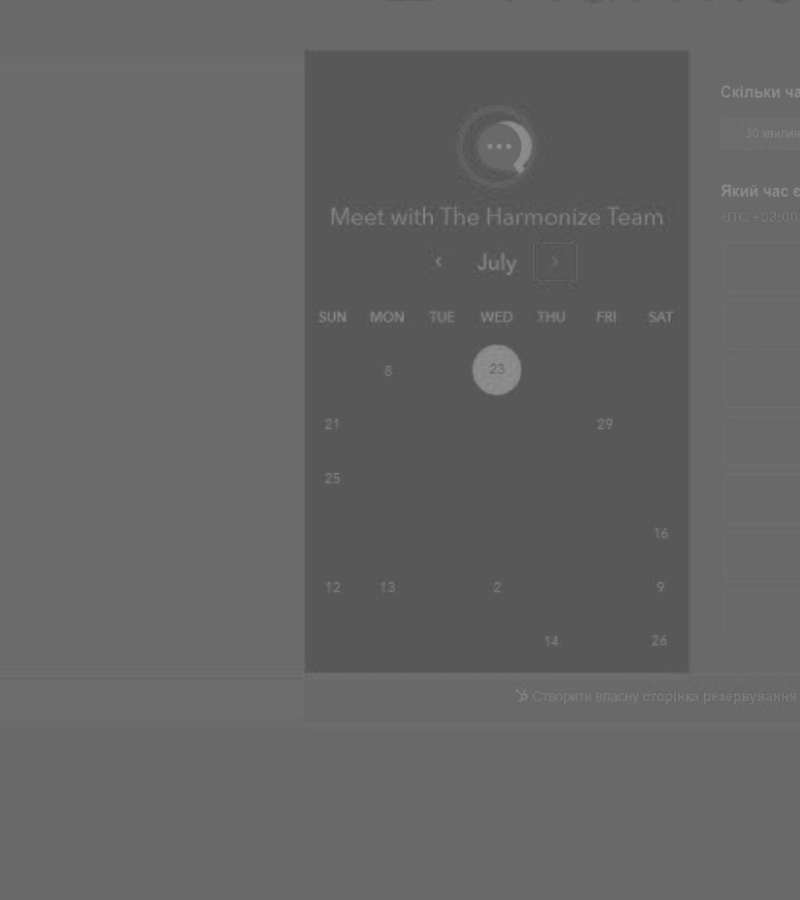 Meet with The Harmonize Team
‹ July ›
SUN MON TUE WED THU FRI SAT
8 23
21 29
25
16
12 13 2 9
14 26
Скільки ча
30 хвилин
Який час є
UTC +03:00
Створити власну сторінка резервування